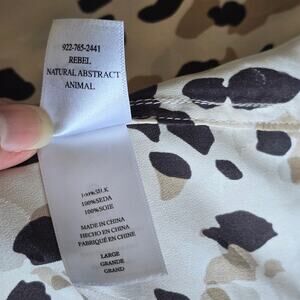 922-765-2441
REBEL
NATURAL ABSTRACT
ANIMAL
100%SILK
100%SEDA
100%SOIE
MADE IN CHINA
HECHO EN CHINA
FABRIQUÉ EN CHINE
LARGE
GRANDE
GRAND